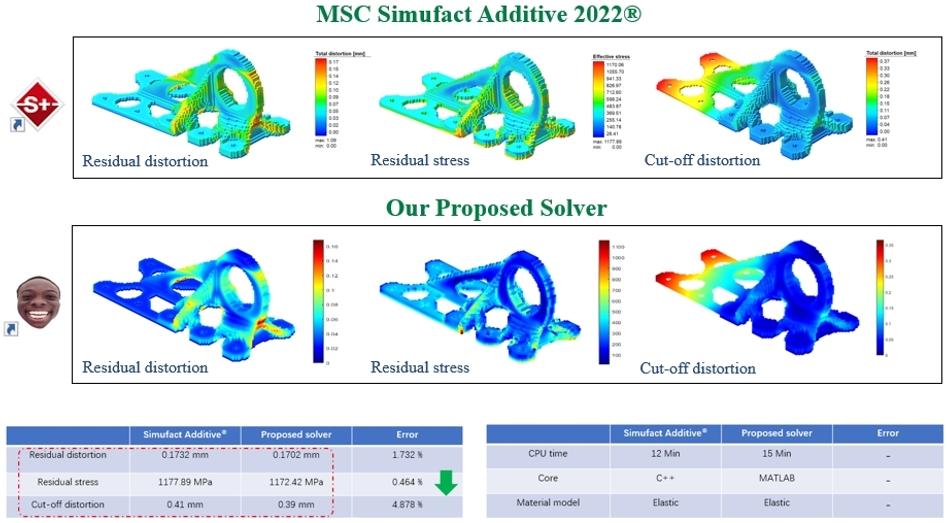 MSC Simufact Additive 2022®
S+
Total distortion [mm]
0.17
0.15
0.14
0.12
0.10
0.09
0.07
0.05
0.03
0.02
0.00
max: 1.09
min: 0.00
Residual distortion
Effective stress
1170.06
1055.70
941.33
826.97
712.60
598.24
483.87
369.51
255.14
140.78
26.41
max: 1177.89
min: 0.00
Residual stress
Total distortion [mm]
0.37
0.33
0.30
0.26
0.22
0.18
0.15
0.11
0.07
0.04
0.00
max: 0.41
min: 0.00
Cut-off distortion
Our Proposed Solver
0.16
0.14
0.12
0.1
0.08
0.06
0.04
0.02
0
Residual distortion
1100
900
800
700
600
500
400
300
200
100
Residual stress
0.3
0.2
0.1
0
Cut-off distortion
Simufact Additive® Proposed solver Error
Residual distortion 0.1732 mm 0.1702 mm 1.732 %
Residual stress 1177.89 MPa 1172.42 MPa 0.464 %
Cut-off distortion 0.41 mm 0.39 mm 4.878 %
Simufact Additive® Proposed solver Error
CPU time 12 Min 15 Min -
Core C++ MATLAB -
Material model Elastic Elastic -